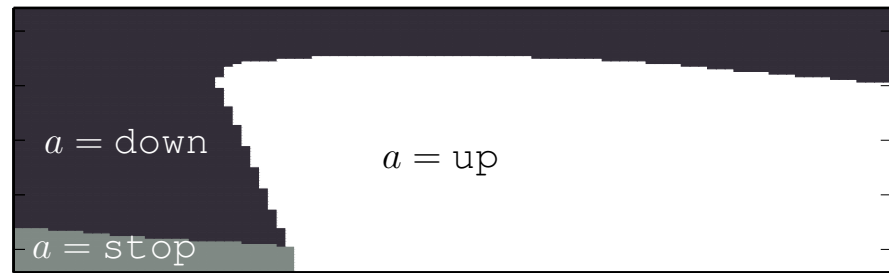 a = down
a = up
a = stop